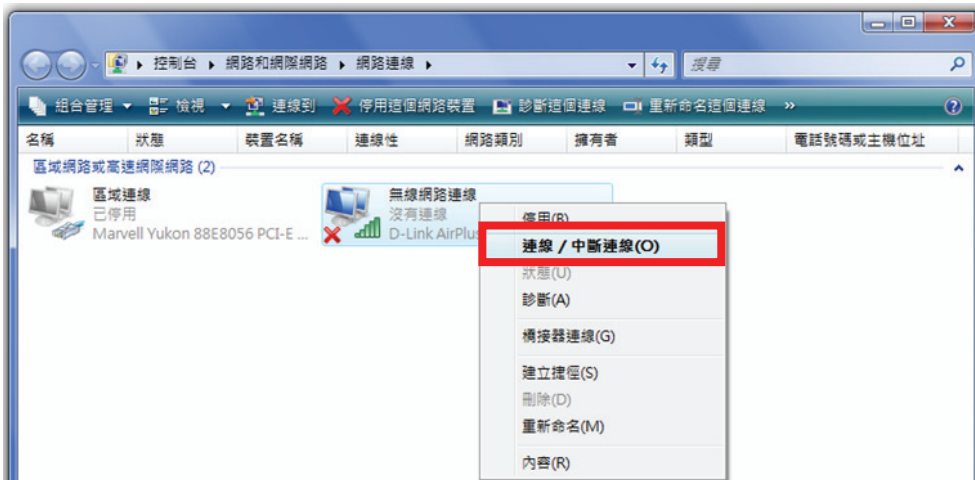 控制台 ▸ 網路和網際網路 ▸ 網路連線 ▸
搜尋
組合管理 檢視 連線到 停用這個網路裝置 診斷這個連線 重新命名這個連線 »
名稱 狀態 裝置名稱 連線性 網路類別 擁有者 類型 電話號碼或主機位址
區域網路或高速網際網路 (2)
區域連線
已停用
Marvell Yukon 88E8056 PCI-E ...
無線網路連線
沒有連線
D-Link AirPlus
停用(B)
連線 / 中斷連線(O)
狀態(U)
診斷(A)
橋接器連線(G)
建立捷徑(S)
刪除(D)
重新命名(M)
內容(R)